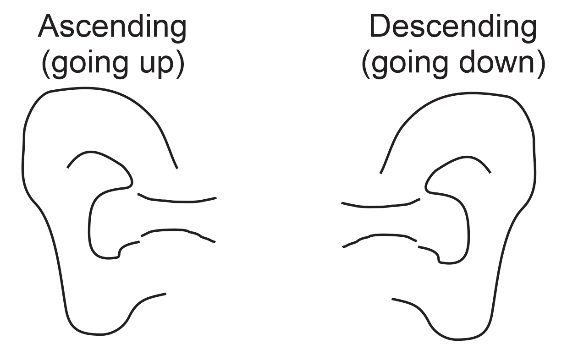 Ascending
(going up)
Descending
(going down)